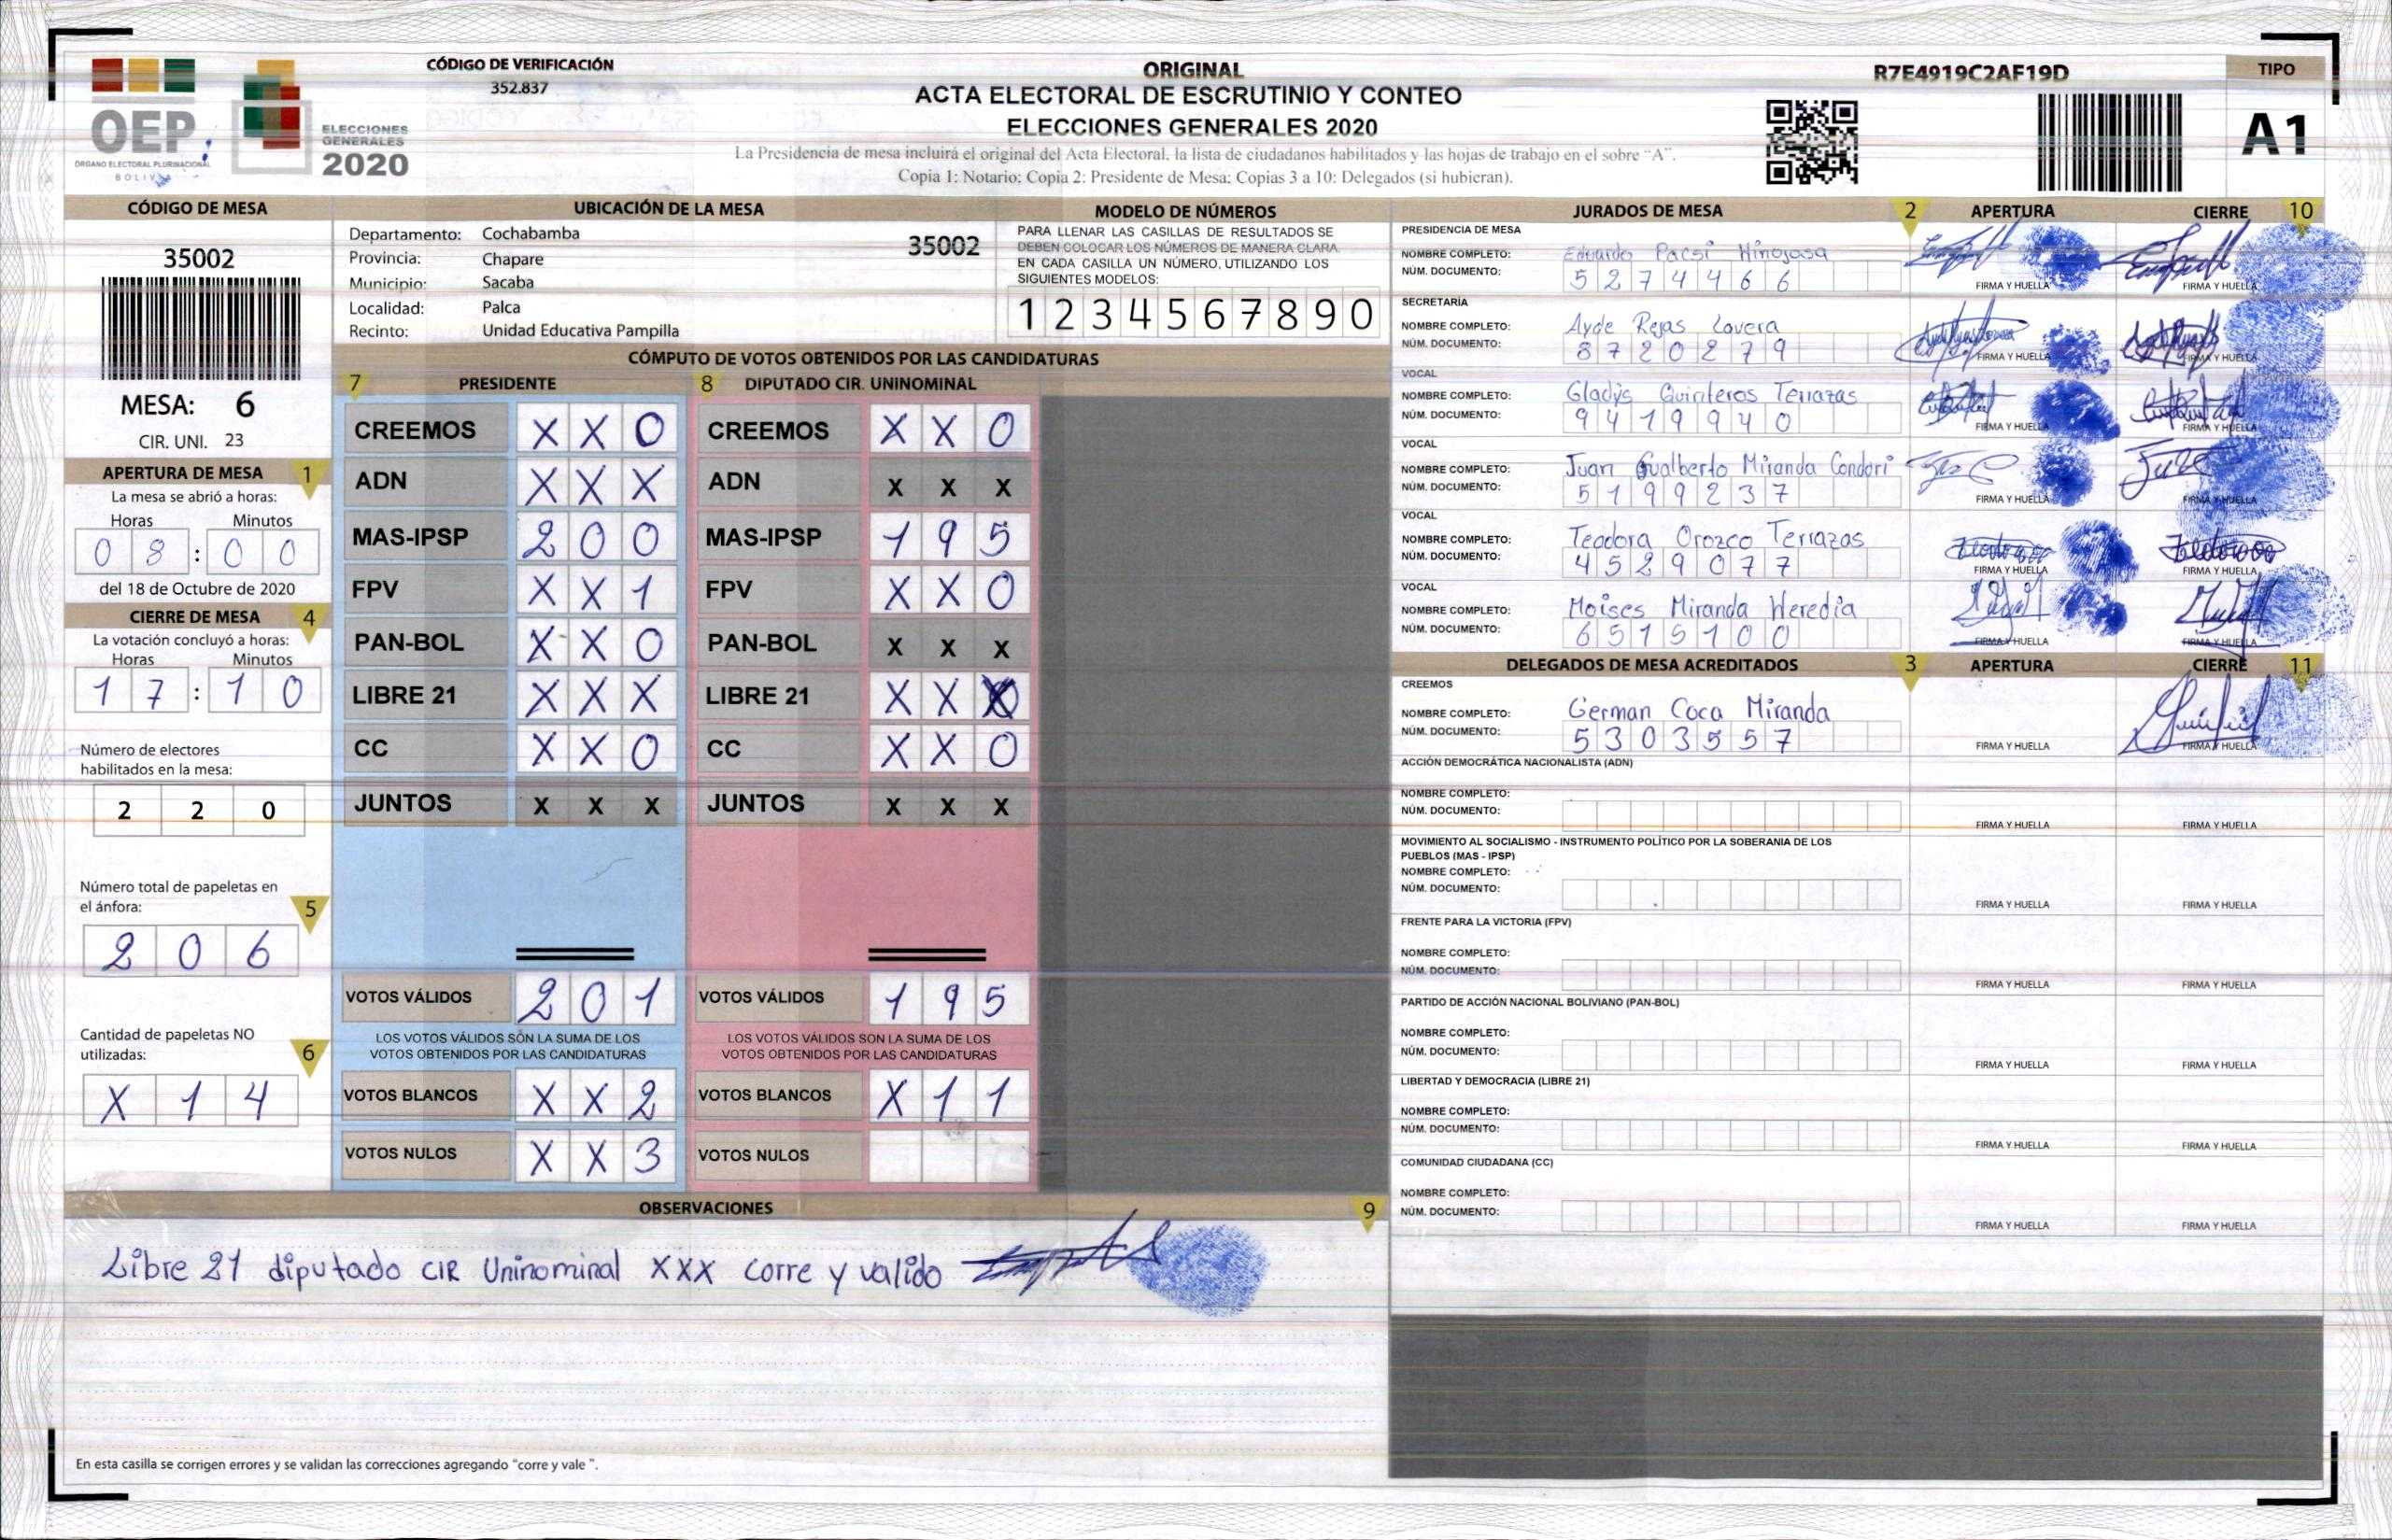 OEP
ÓRGANO ELECTORAL PLURINACIONAL
BOLIVIA
ELECCIONES
GENERALES
2020
CÓDIGO DE VERIFICACIÓN
352.837
ORIGINAL
ACTA ELECTORAL DE ESCRUTINIO Y CONTEO
ELECCIONES GENERALES 2020
La Presidencia de mesa incluirá el original del Acta Electoral, la lista de ciudadanos habilitados y las hojas de trabajo en el sobre "A".
Copia 1: Notario; Copia 2: Presidente de Mesa; Copias 3 a 10: Delegados (si hubieran).
R7E4919C2AF19D
TIPO
A1
CÓDIGO DE MESA
35002
MESA: 6
CIR. UNI. 23
APERTURA DE MESA 1
La mesa se abrió a horas:
Horas Minutos
0 8 : 0 0
del 18 de Octubre de 2020
CIERRE DE MESA 4
La votación concluyó a horas:
Horas Minutos
1 7 : 1 0
Número de electores
habilitados en la mesa:
2 2 0
Número total de papeletas en
el ánfora: 5
2 0 6
Cantidad de papeletas NO
utilizadas: 6
X 1 4
UBICACIÓN DE LA MESA
Departamento: Cochabamba
35002
Provincia: Chapare
Municipio: Sacaba
Localidad: Palca
Recinto: Unidad Educativa Pampilla
MODELO DE NÚMEROS
PARA LLENAR LAS CASILLAS DE RESULTADOS SE
DEBEN COLOCAR LOS NÚMEROS DE MANERA CLARA.
EN CADA CASILLA UN NÚMERO, UTILIZANDO LOS
SIGUIENTES MODELOS:
1 2 3 4 5 6 7 8 9 0
CÓMPUTO DE VOTOS OBTENIDOS POR LAS CANDIDATURAS
7 PRESIDENTE 8 DIPUTADO CIR. UNINOMINAL
CREEMOS X X 0 CREEMOS X X 0
ADN X X X ADN X X X
MAS-IPSP 2 0 0 MAS-IPSP 1 9 5
FPV X X 1 FPV X X 0
PAN-BOL X X 0 PAN-BOL X X X
LIBRE 21 X X X LIBRE 21 X X X
CC X X 0 CC X X 0
JUNTOS X X X JUNTOS X X X
VOTOS VÁLIDOS 2 0 1 VOTOS VÁLIDOS 1 9 5
LOS VOTOS VÁLIDOS SON LA SUMA DE LOS LOS VOTOS VÁLIDOS SON LA SUMA DE LOS
VOTOS OBTENIDOS POR LAS CANDIDATURAS VOTOS OBTENIDOS POR LAS CANDIDATURAS
VOTOS BLANCOS X X 2 VOTOS BLANCOS X 1 1
VOTOS NULOS X X 3 VOTOS NULOS
OBSERVACIONES 9
Libre 21 diputado CIR Uninominal XXX corre y valido
En esta casilla se corrigen errores y se validan las correcciones agregando "corre y vale ".
JURADOS DE MESA 2 APERTURA CIERRE 10
PRESIDENCIA DE MESA
NOMBRE COMPLETO: Eduardo Pacsi Hinojosa
NÚM. DOCUMENTO: 5 2 7 4 4 6 6
FIRMA Y HUELLA FIRMA Y HUELLA
SECRETARIA
NOMBRE COMPLETO: Ayde Rejas Lovera
NÚM. DOCUMENTO: 8 7 2 0 2 7 9
FIRMA Y HUELLA FIRMA Y HUELLA
VOCAL
NOMBRE COMPLETO: Gladys Quinteros Terrazas
NÚM. DOCUMENTO: 9 4 1 9 9 4 0
FIRMA Y HUELLA FIRMA Y HUELLA
VOCAL
NOMBRE COMPLETO: Juan Gualberto Miranda Condori
NÚM. DOCUMENTO: 5 1 9 9 2 3 7
FIRMA Y HUELLA FIRMA Y HUELLA
VOCAL
NOMBRE COMPLETO: Teodora Orozco Terrazas
NÚM. DOCUMENTO: 4 5 2 9 0 7 7
FIRMA Y HUELLA FIRMA Y HUELLA
VOCAL
NOMBRE COMPLETO: Moises Miranda Heredia
NÚM. DOCUMENTO: 6 5 1 5 1 0 0
FIRMA Y HUELLA FIRMA Y HUELLA
DELEGADOS DE MESA ACREDITADOS 3 APERTURA CIERRE 11
CREEMOS
NOMBRE COMPLETO: German Coca Miranda
NÚM. DOCUMENTO: 5 3 0 3 5 5 7
FIRMA Y HUELLA FIRMA Y HUELLA
ACCIÓN DEMOCRÁTICA NACIONALISTA (ADN)
NOMBRE COMPLETO:
NÚM. DOCUMENTO:
FIRMA Y HUELLA FIRMA Y HUELLA
MOVIMIENTO AL SOCIALISMO - INSTRUMENTO POLÍTICO POR LA SOBERANIA DE LOS
PUEBLOS (MAS - IPSP)
NOMBRE COMPLETO:
NÚM. DOCUMENTO:
FIRMA Y HUELLA FIRMA Y HUELLA
FRENTE PARA LA VICTORIA (FPV)
NOMBRE COMPLETO:
NÚM. DOCUMENTO:
FIRMA Y HUELLA FIRMA Y HUELLA
PARTIDO DE ACCIÓN NACIONAL BOLIVIANO (PAN-BOL)
NOMBRE COMPLETO:
NÚM. DOCUMENTO:
FIRMA Y HUELLA FIRMA Y HUELLA
LIBERTAD Y DEMOCRACIA (LIBRE 21)
NOMBRE COMPLETO:
NÚM. DOCUMENTO:
FIRMA Y HUELLA FIRMA Y HUELLA
COMUNIDAD CIUDADANA (CC)
NOMBRE COMPLETO:
NÚM. DOCUMENTO:
FIRMA Y HUELLA FIRMA Y HUELLA